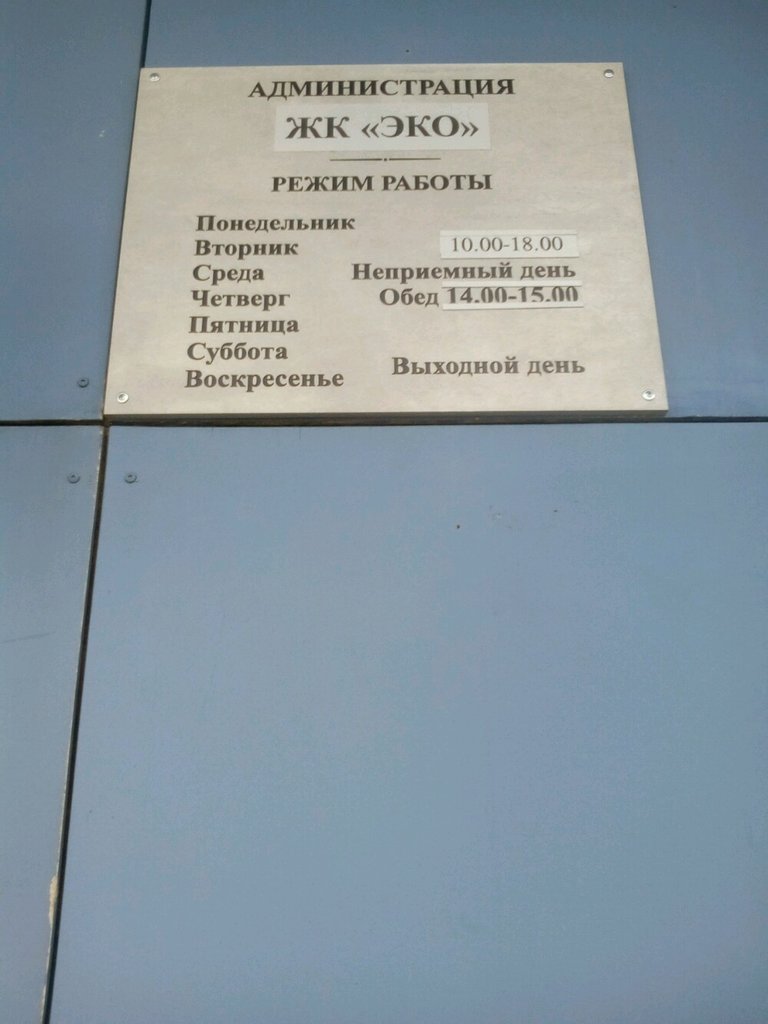 АДМИНИСТРАЦИЯ
ЖК «ЭКО»
РЕЖИМ РАБОТЫ
Понедельник
Вторник 10.00-18.00
Среда Неприемный день
Четверг Обед 14.00-15.00
Пятница
Суббота
Выходной день
Воскресенье